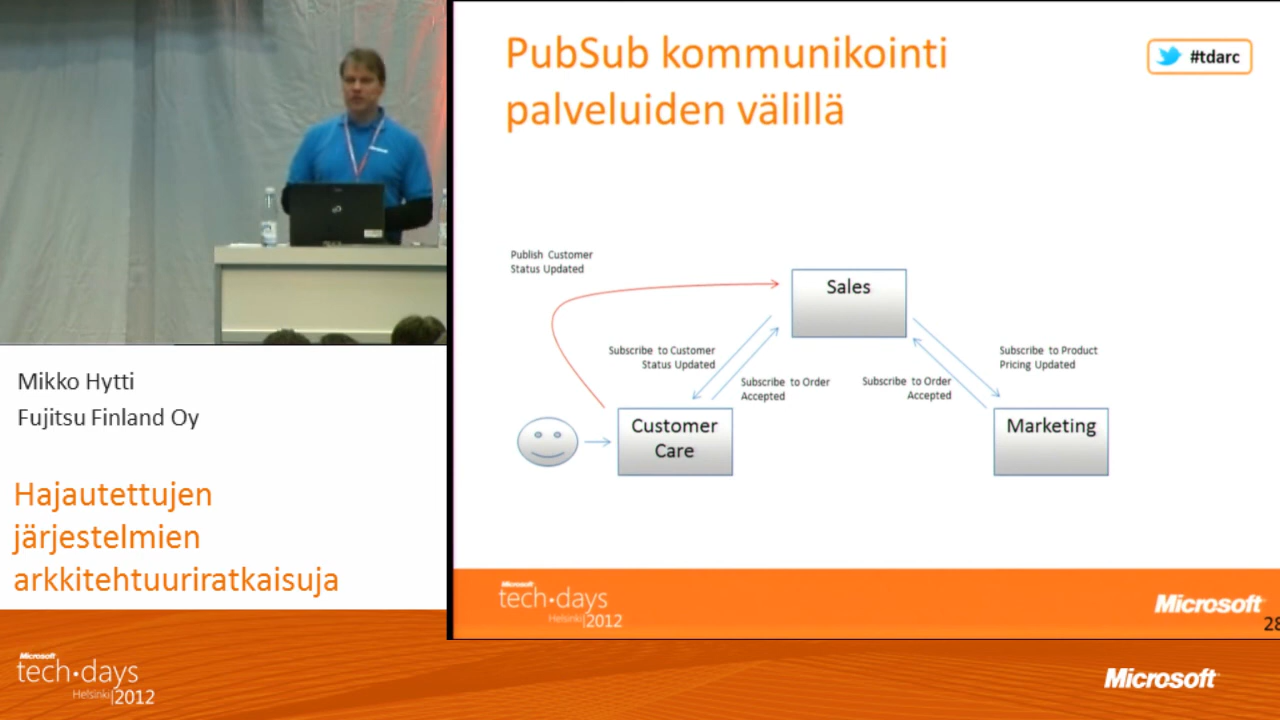 PubSub kommunikointi
palveluiden välillä
#tdarc
Publish Customer
Status Updated
Sales
Subscribe to Customer
Status Updated
Subscribe to Order
Accepted
Subscribe to Order
Accepted
Subscribe to Product
Pricing Updated
Customer
Care
Marketing
Microsoft
tech·days
Helsinki|2012
Microsoft
28
Mikko Hytti
Fujitsu Finland Oy
Hajautettujen
järjestelmien
arkkitehtuuriratkaisuja
Microsoft
tech·days
Helsinki|2012
Microsoft